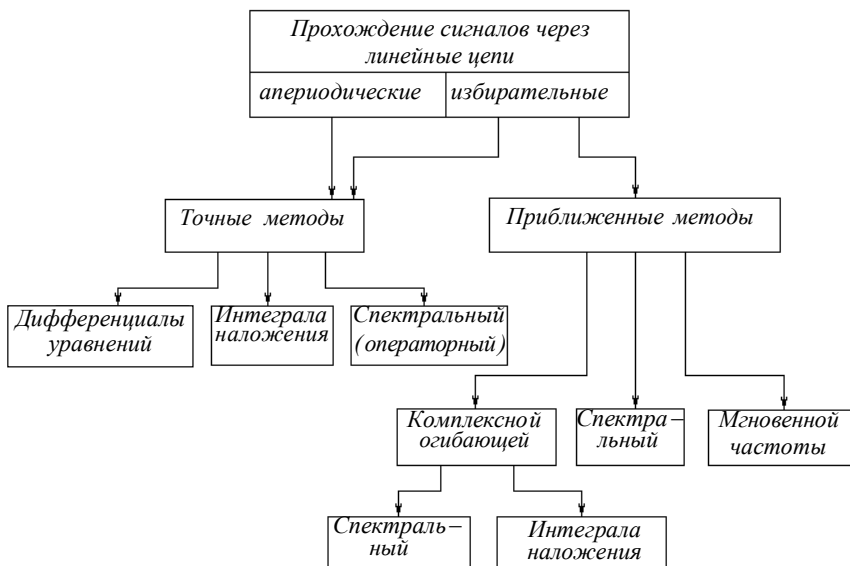 Прохождение сигналов через
линейные цепи
апериодические
избирательные
Точные методы
Приближенные методы
Дифференциалы
уравнений
Интеграла
наложения
Спектральный
(операторный)
Комплексной
огибающей
Спектра–
льный
Мгновенной
частоты
Спектраль–
ный
Интеграла
наложения